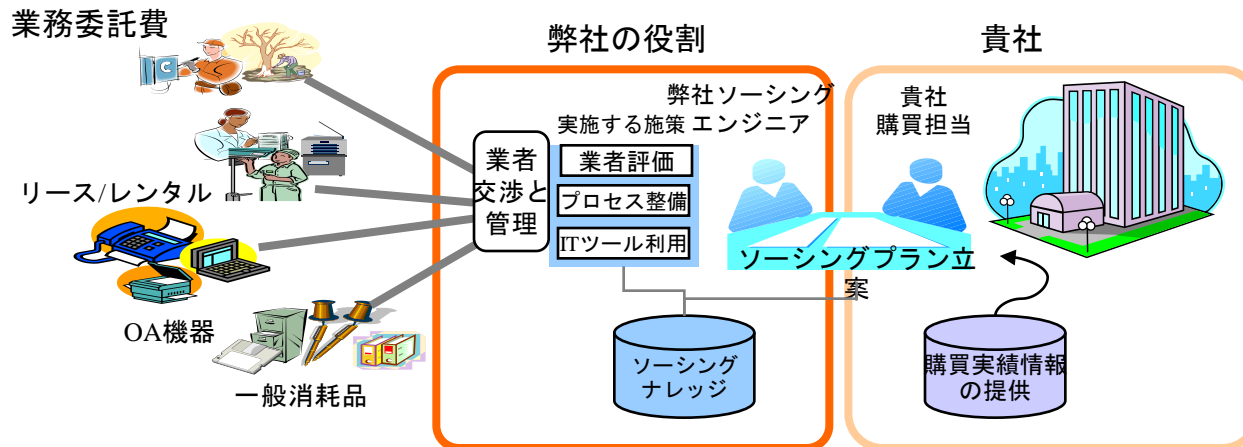 業務委託費
リース/レンタル
OA機器
一般消耗品
弊社の役割
弊社ソーシング
エンジニア
実施する施策
業者
交渉と
管理
業者評価
プロセス整備
ITツール利用
ソーシングプラン立
案
ソーシング
ナレッジ
貴社
貴社
購買担当
購買実績情報
の提供